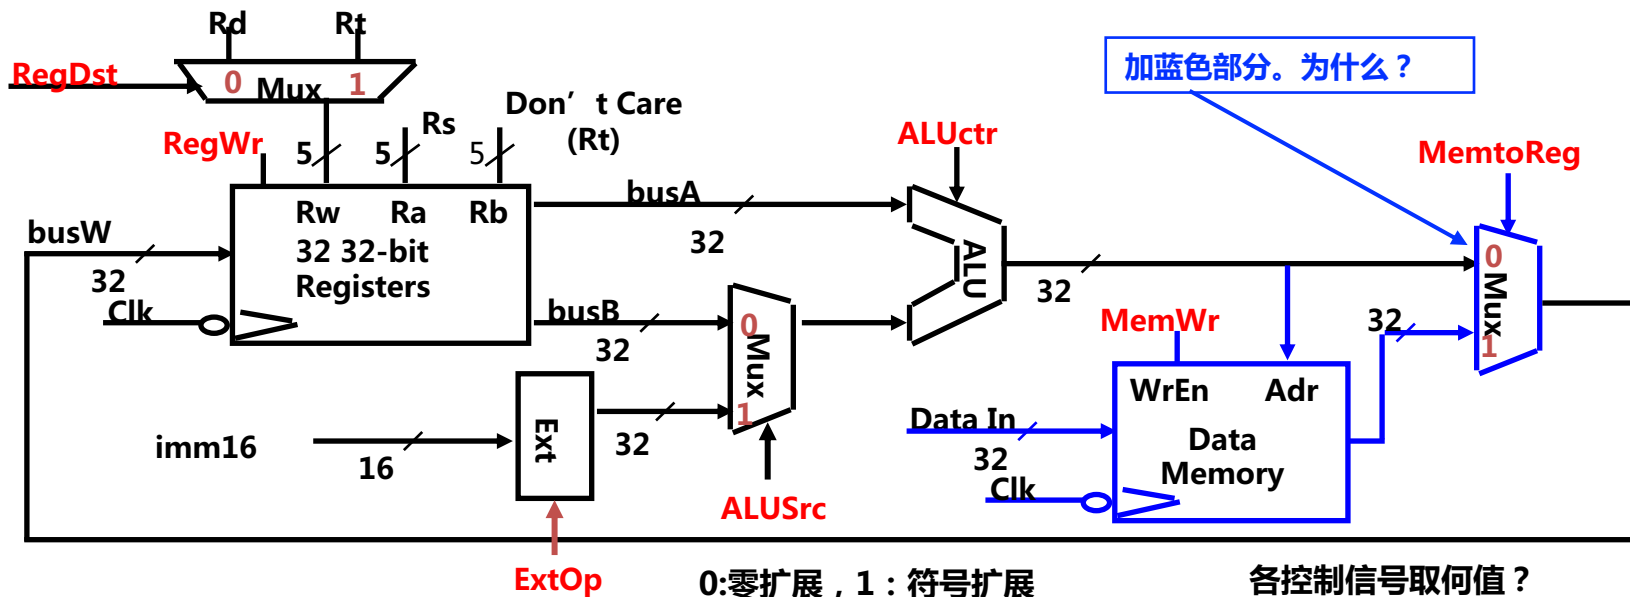 Rd
Rt
RegDst
0
Mux
1
加蓝色部分。为什么？
Don’t Care
(Rt)
Rs
RegWr
5
5
5
ALUctr
MemtoReg
busW
32
Rw
Ra
Rb
32 32-bit
Registers
Clk
busA
32
busB
32
0
Mux
1
ALU
32
0
Mux
1
32
MemWr
WrEn
Adr
Data In
32
Data
Memory
Clk
imm16
16
Ext
32
ALUSrc
ExtOp
0:零扩展，1：符号扩展
各控制信号取何值？